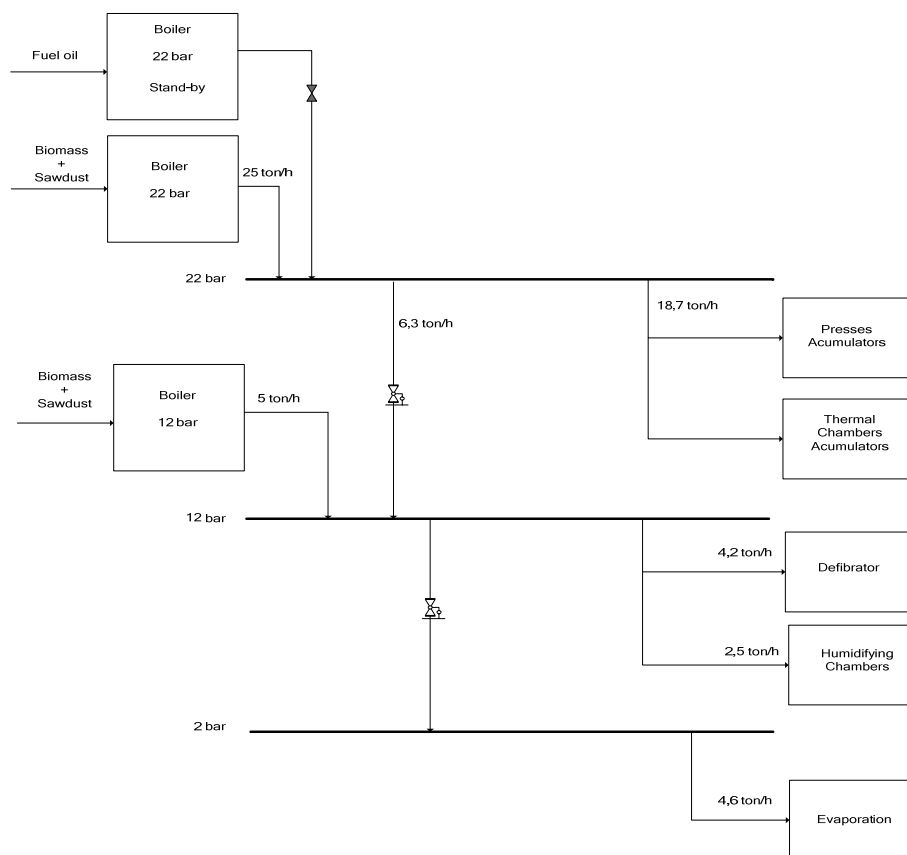 Boiler
22 bar
Stand-by
Fuel oil
Biomass
+
Sawdust
Boiler
22 bar
25 ton/h
22 bar
6,3 ton/h
18,7 ton/h
Presses
Acumulators
Thermal
Chambers
Acumulators
Biomass
+
Sawdust
Boiler
12 bar
5 ton/h
12 bar
4,2 ton/h
Defibrator
2,5 ton/h
Humidifying
Chambers
2 bar
4,6 ton/h
Evaporation